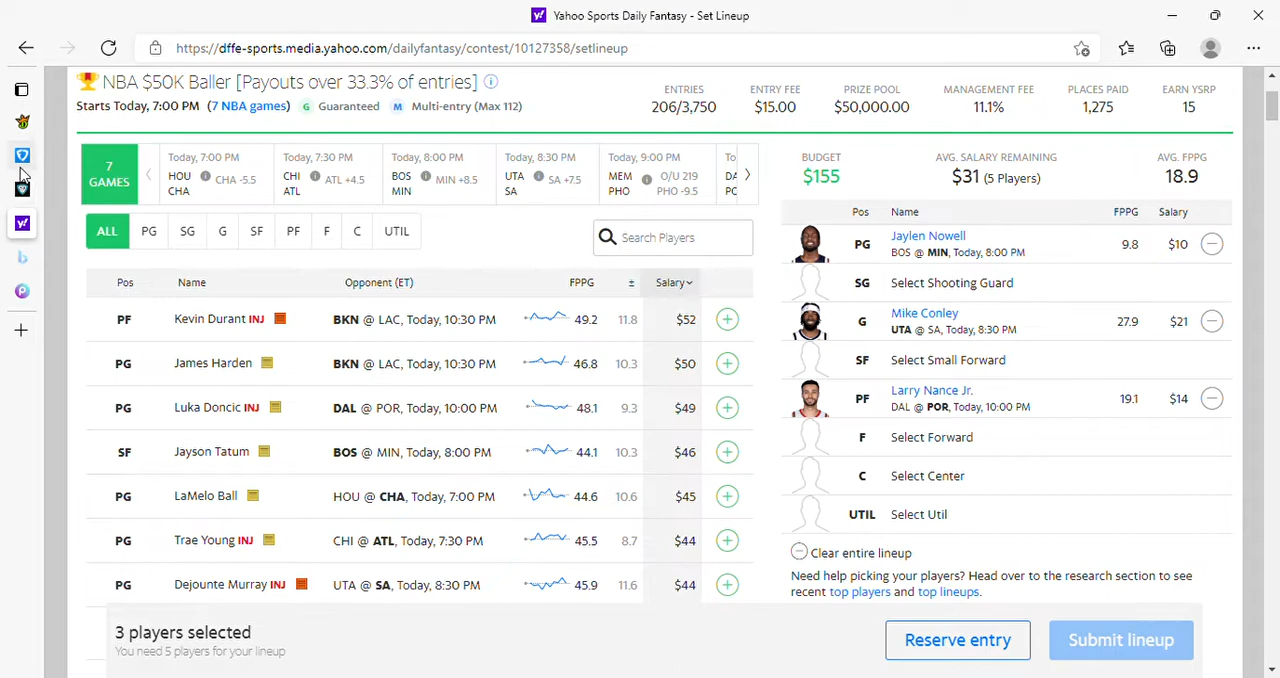 Yahoo Sports Daily Fantasy - Set Lineup
https://dffe-sports.media.yahoo.com/dailyfantasy/contest/10127358/setlineup
NBA $50K Baller [Payouts over 33.3% of entries]
Starts Today, 7:00 PM (7 NBA games) G Guaranteed M Multi-entry (Max 112)
ENTRIES ENTRY FEE PRIZE POOL MANAGEMENT FEE PLACES PAID EARN YSRP
206/3,750 $15.00 $50,000.00 11.1% 1,275 15
7 GAMES
Today, 7:00 PM
HOU CHA -5.5
CHA
Today, 7:30 PM
CHI ATL +4.5
ATL
Today, 8:00 PM
BOS MIN +8.5
MIN
Today, 8:30 PM
UTA SA +7.5
SA
Today, 9:00 PM
MEM O/U 219
PHO PHO -9.5
To
DA
PO
BUDGET AVG. SALARY REMAINING AVG. FPPG
$155 $31 (5 Players) 18.9
ALL PG SG G SF PF F C UTIL
Search Players
Pos Name Opponent (ET) FPPG ± Salary
PF Kevin Durant INJ BKN @ LAC, Today, 10:30 PM 49.2 11.8 $52
PG James Harden BKN @ LAC, Today, 10:30 PM 46.8 10.3 $50
PG Luka Doncic INJ DAL @ POR, Today, 10:00 PM 48.1 9.3 $49
SF Jayson Tatum BOS @ MIN, Today, 8:00 PM 44.1 10.3 $46
PG LaMelo Ball HOU @ CHA, Today, 7:00 PM 44.6 10.6 $45
PG Trae Young INJ CHI @ ATL, Today, 7:30 PM 45.5 8.7 $44
PG Dejounte Murray INJ UTA @ SA, Today, 8:30 PM 45.9 11.6 $44
Pos Name FPPG Salary
PG Jaylen Nowell 9.8 $10
BOS @ MIN, Today, 8:00 PM
SG Select Shooting Guard
G Mike Conley 27.9 $21
UTA @ SA, Today, 8:30 PM
SF Select Small Forward
PF Larry Nance Jr. 19.1 $14
DAL @ POR, Today, 10:00 PM
F Select Forward
C Select Center
UTIL Select Util
Clear entire lineup
Need help picking your players? Head over to the research section to see
recent top players and top lineups.
3 players selected
You need 5 players for your lineup
Reserve entry
Submit lineup